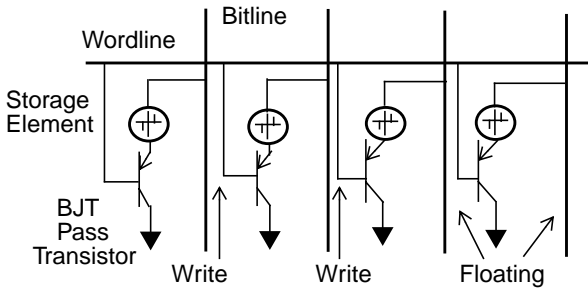 Bitline
Wordline
Storage
Element
BJT
Pass
Transistor
Write
Write
Floating